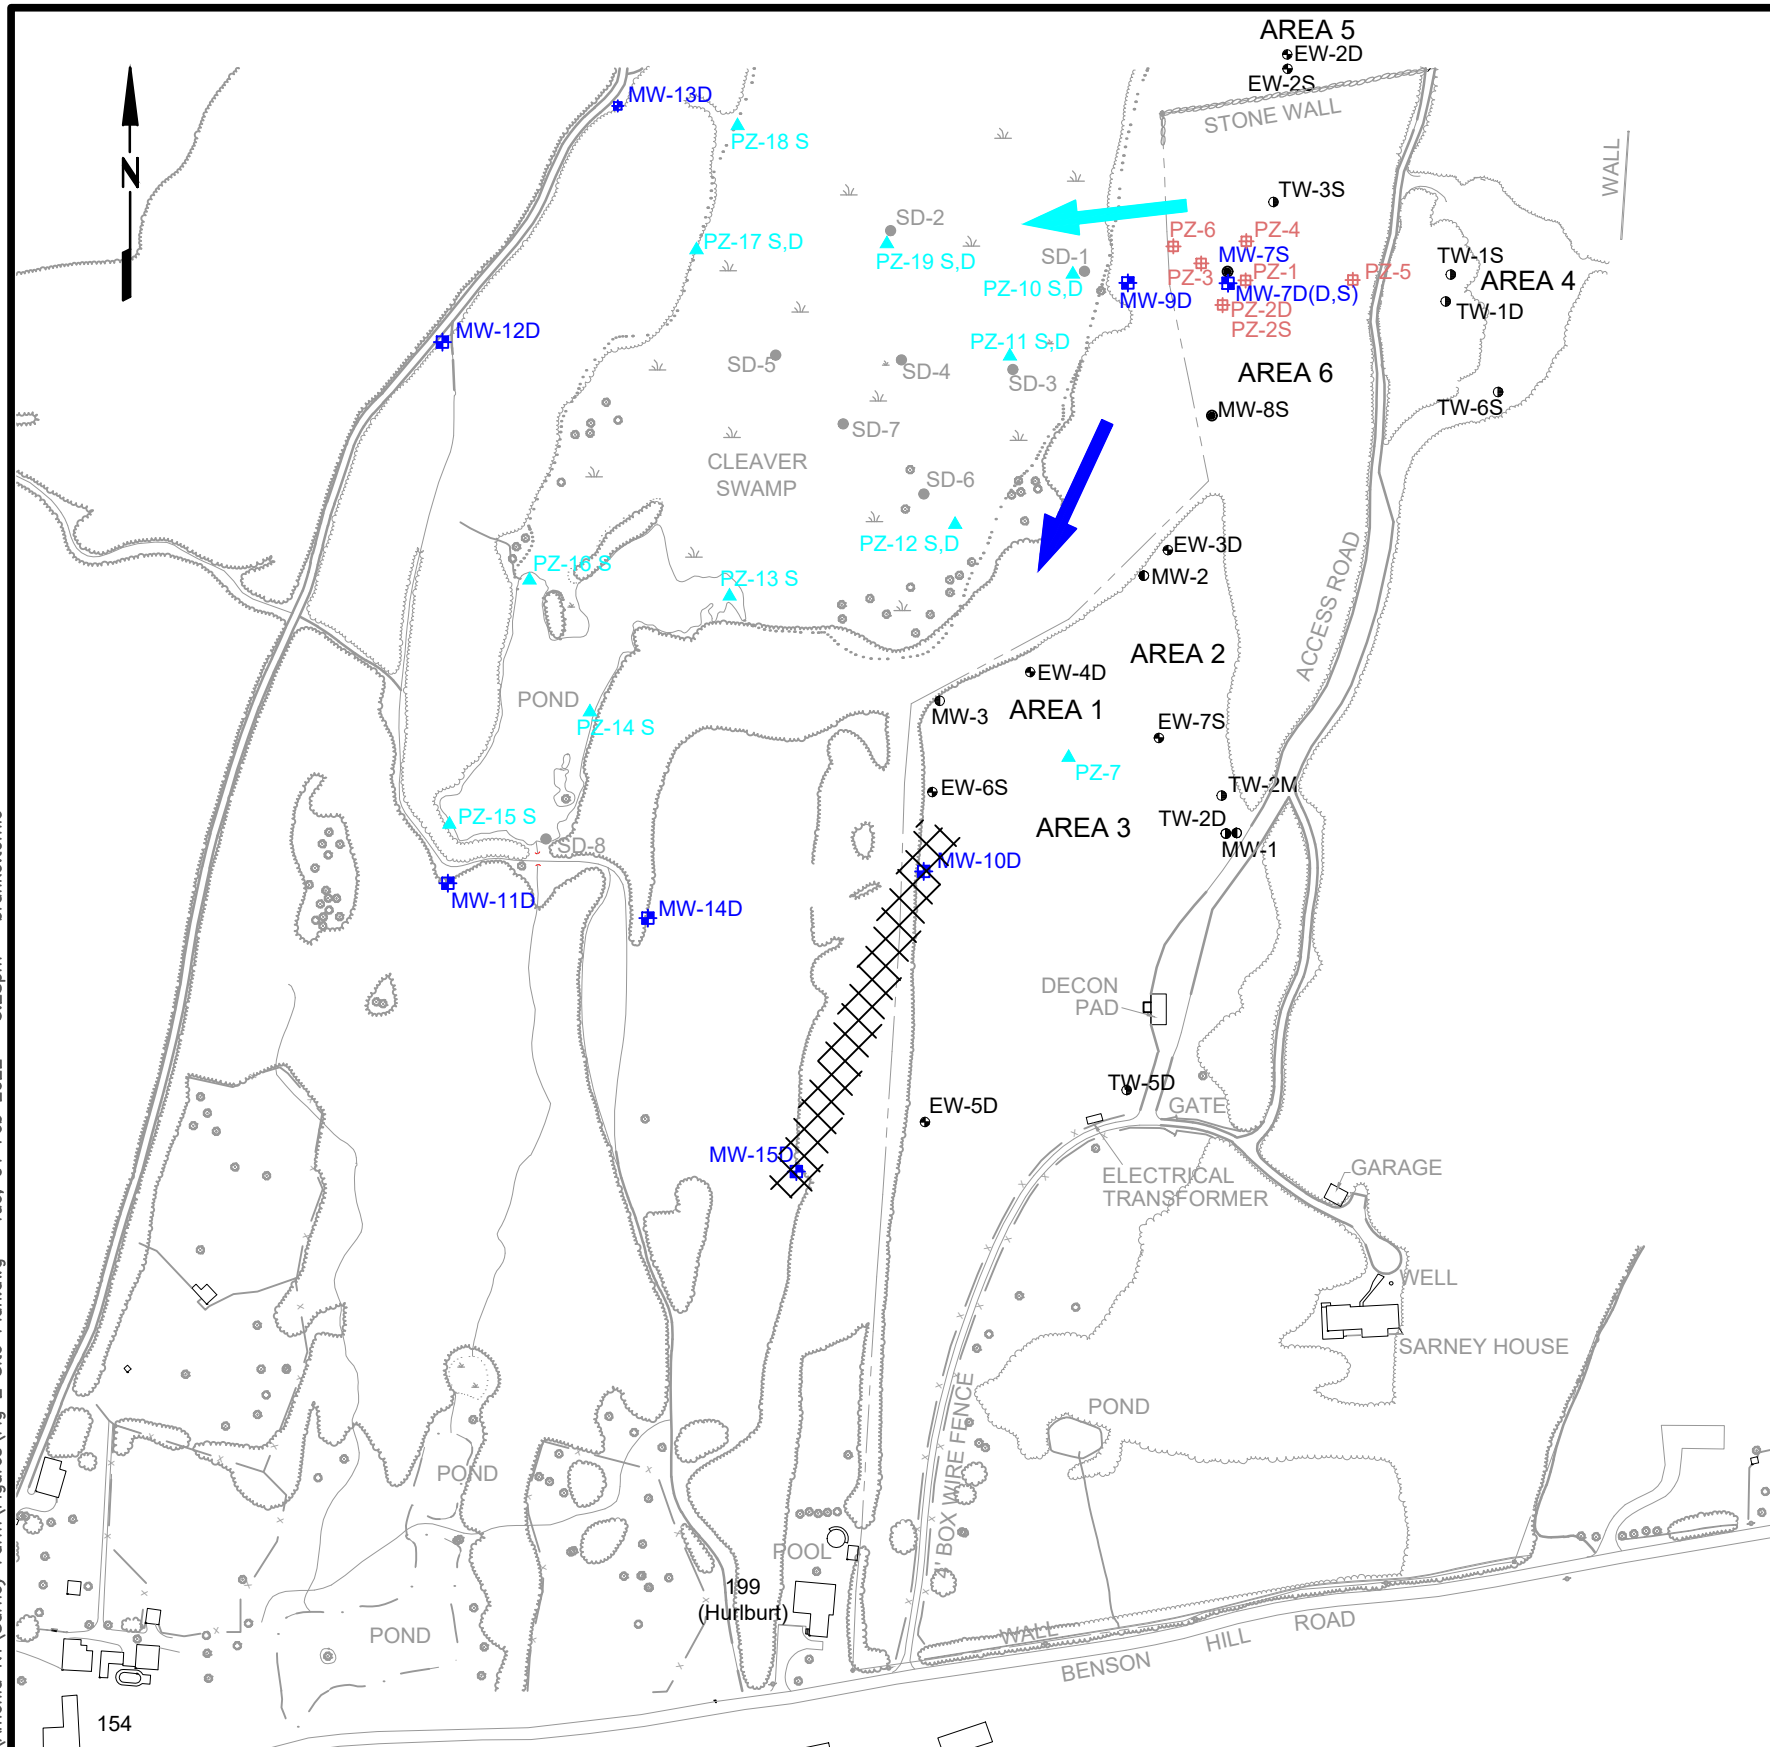 AREA 5
EW-2D
EW-2S
STONE WALL
WALL
N
MW-13D
PZ-18 S
TW-3S
SD-2
PZ-17 S,D
PZ-19 S,D
SD-1
PZ-10 S,D
PZ-6
PZ-4
MW-7S
PZ-3
PZ-1
PZ-5
MW-9D
MW-7D(D,S)
PZ-2D
PZ-2S
TW-1S
AREA 4
TW-1D
MW-12D
PZ-11 S,D
SD-5
SD-4
SD-3
AREA 6
MW-8S
TW-6S
SD-7
CLEAVER
SWAMP
SD-6
PZ-12 S,D
EW-3D
MW-2
PZ-16 S
PZ-13 S
ACCESS ROAD
AREA 2
EW-4D
POND
MW-3
AREA 1
PZ-14 S
EW-7S
PZ-7
EW-6S
TW-2M
PZ-15 S
AREA 3
TW-2D
MW-1
SD-8
MW-10D
MW-11D
MW-14D
DECON
PAD
TW-5D
GATE
EW-5D
MW-15D
ELECTRICAL
TRANSFORMER
GARAGE
WELL
SARNEY HOUSE
4' BOX WIRE FENCE
POND
POND
POOL
199
(Hurlburt)
POND
WALL
BENSON HILL ROAD
154